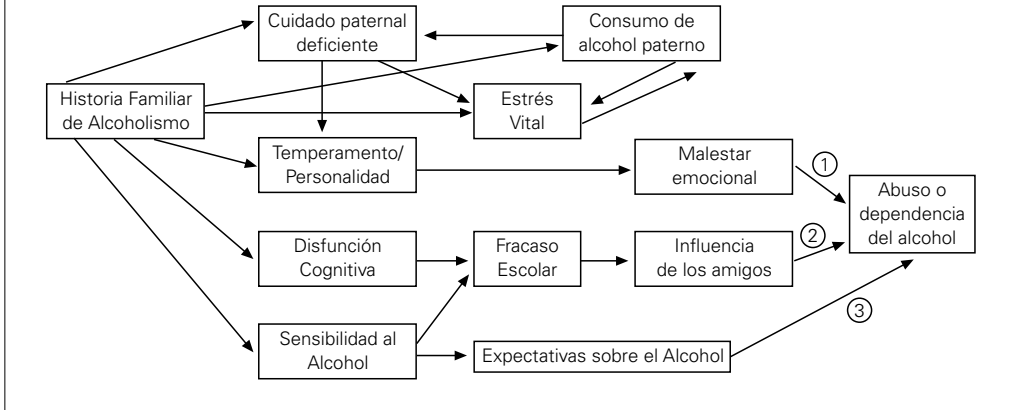 Cuidado paternal
deficiente
Consumo de
alcohol paterno
Historia Familiar
de Alcoholismo
Estrés
Vital
Temperamento/
Personalidad
Malestar
emocional
1
Abuso o
dependencia
del alcohol
Disfunción
Cognitiva
Fracaso
Escolar
Influencia
de los amigos
2
3
Sensibilidad al
Alcohol
Expectativas sobre el Alcohol